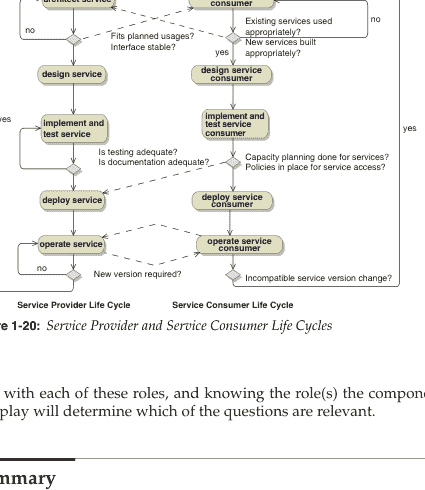 architect service
consumer
no
Fits planned usages?
Interface stable?
Existing services used
appropriately?
no
New services built
appropriately?
yes
design service
design service
consumer
yes
implement and
test service
implement and
test service
consumer
yes
Is testing adequate?
Is documentation adequate?
Capacity planning done for services?
Policies in place for service access?
deploy service
deploy service
consumer
operate service
operate service
consumer
no
New version required?
Incompatible service version change?
Service Provider Life Cycle
Service Consumer Life Cycle
re 1-20: Service Provider and Service Consumer Life Cycles
with each of these roles, and knowing the role(s) the compone
play will determine which of the questions are relevant.
mmary